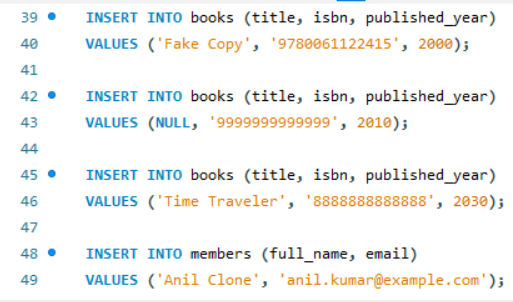 39 INSERT INTO books (title, isbn, published_year)
40 VALUES ('Fake Copy', '9780061122415', 2000);
41
42 INSERT INTO books (title, isbn, published_year)
43 VALUES (NULL, '9999999999999', 2010);
44
45 INSERT INTO books (title, isbn, published_year)
46 VALUES ('Time Traveler', '8888888888888', 2030);
47
48 INSERT INTO members (full_name, email)
49 VALUES ('Anil Clone', 'anil.kumar@example.com');